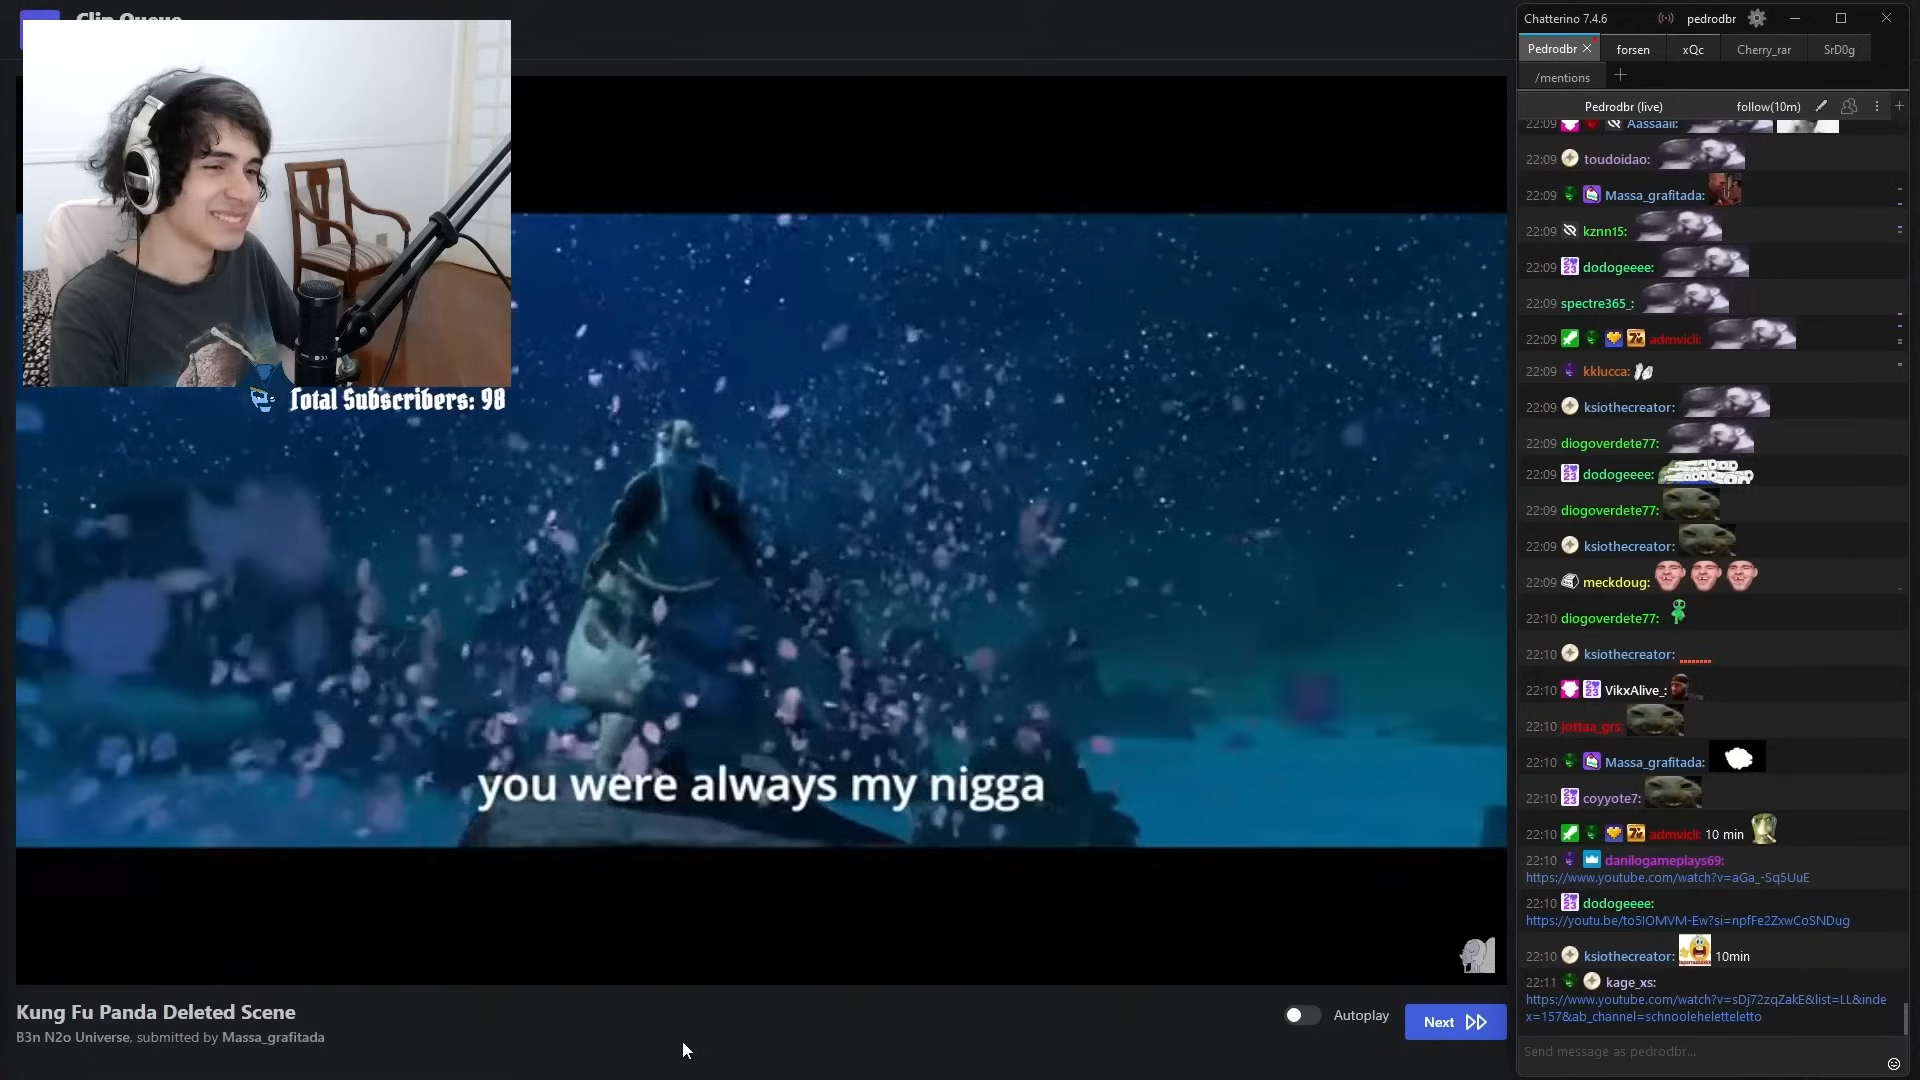 Clip Queue
Total Subscribers: 98
you were always my nigga
Kung Fu Panda Deleted Scene
B3n N2o Universe, submitted by Massa_grafitada
Autoplay
Next
Chatterino 7.4.6
pedrodbr
Pedrodbr
forsen
xQc
Cherry_rar
SrD0g
/mentions
Pedrodbr (live)
follow(10m)
22:09 Aassaall:
22:09 toudoidao:
22:09 Massa_grafitada:
22:09 kznn15:
22:09 dodogeeee:
22:09 spectre365_:
22:09 admvicli:
22:09 kklucca:
22:09 ksiothecreator:
22:09 diogoverdete77:
22:09 dodogeeee:
22:09 diogoverdete77:
22:09 ksiothecreator:
22:09 meckdoug:
22:10 diogoverdete77:
22:10 ksiothecreator:
22:10 VikxAlive_:
22:10 jottaa_grs
22:10 Massa_grafitada:
22:10 coyyote7:
22:10 admvicli: 10 min
22:10 danilogameplays69:
https://www.youtube.com/watch?v=aGa_-Sq5UuE
22:10 dodogeeee:
https://youtu.be/to5IOMVM-Ew?si=npfFe2ZxwCoSNDug
22:10 ksiothecreator: 10min
22:11 kage_xs:
https://www.youtube.com/watch?v=sDj72zqZakE&list=LL&inde
x=157&ab_channel=schnooleheletteletto
Send message as pedrodbr...